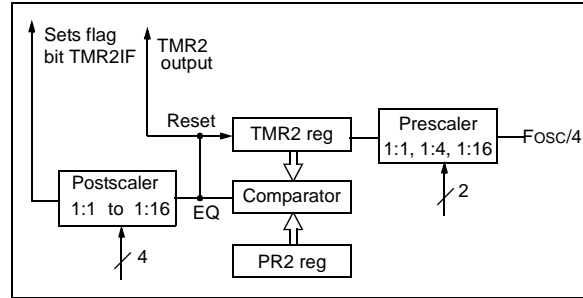 Sets flag
bit TMR2IF
TMR2
output
Reset
TMR2 reg
Prescaler
1:1, 1:4, 1:16
FOSC/4
2
Postscaler
1:1 to 1:16
EQ
Comparator
4
PR2 reg